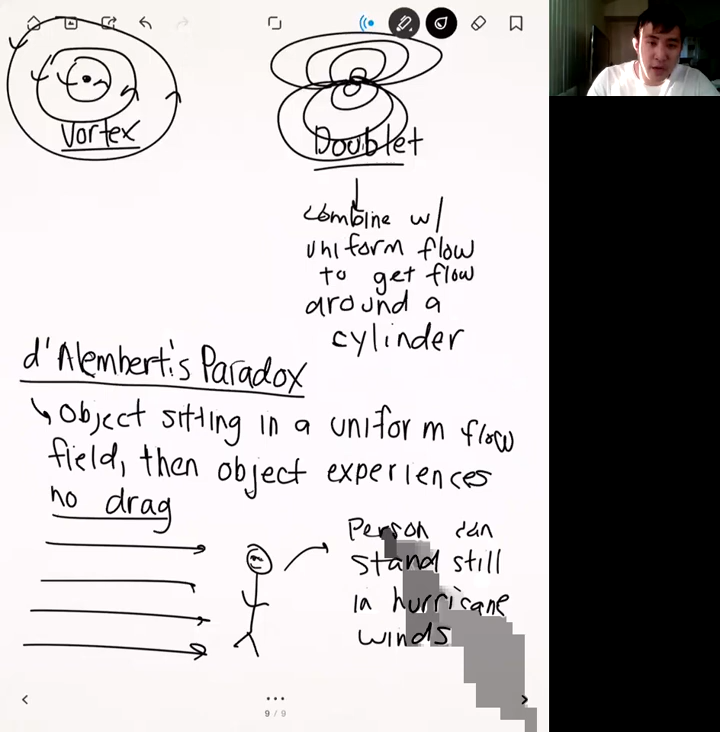 Vortex
Doublet
combine w/
uniform flow
to get flow
around a
cylinder
d'Alembert's Paradox
object sitting in a uniform flow
field, then object experiences
no drag
Person can
stand still
in hurricane
winds
9 / 9